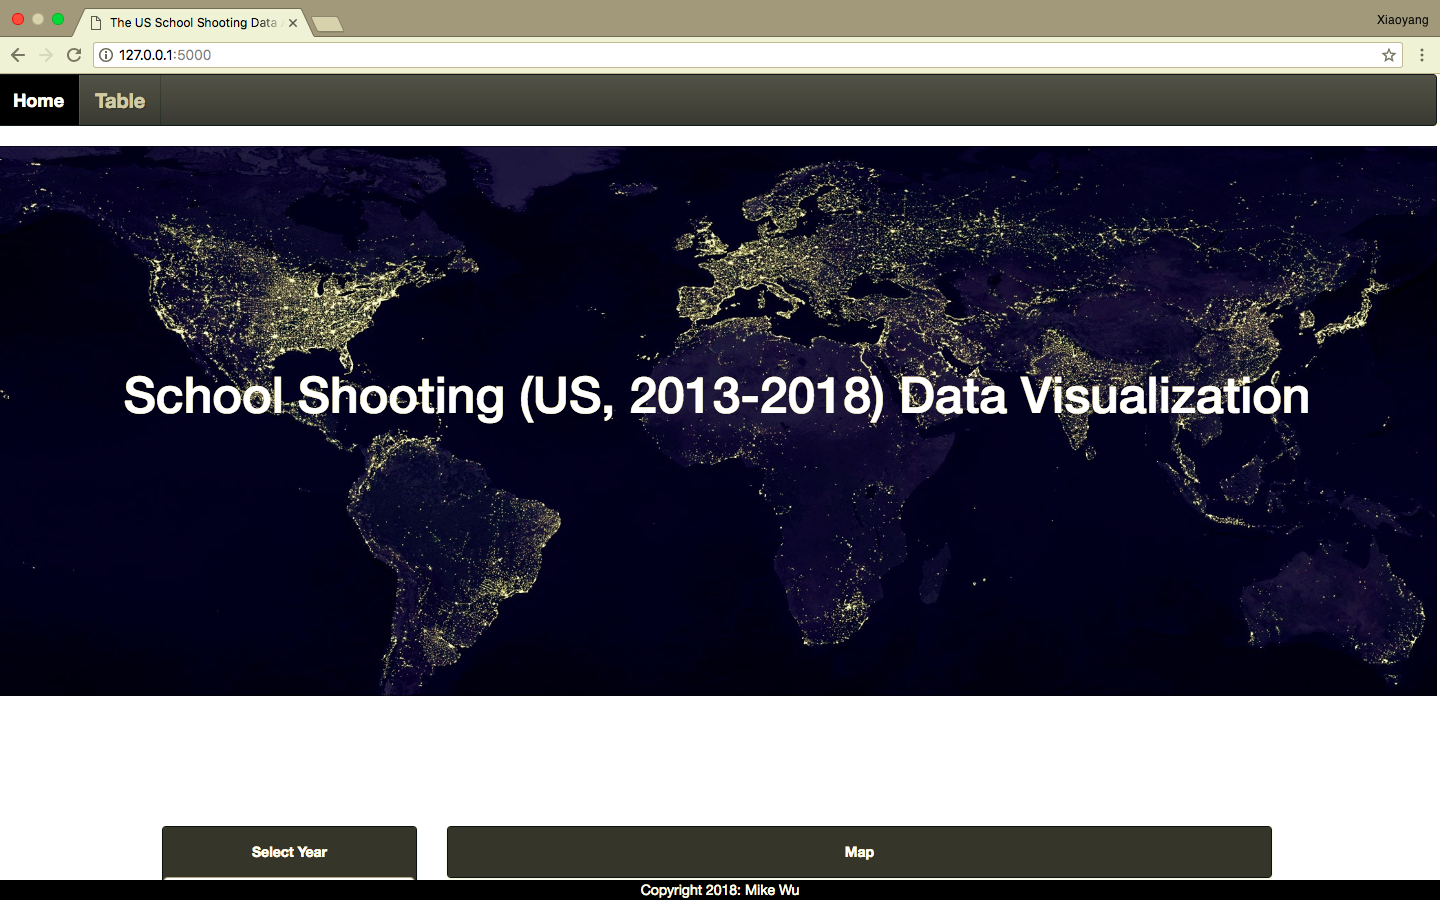 The US School Shooting Data
Xiaoyang
127.0.0.1:5000
Home
Table
School Shooting (US, 2013-2018) Data Visualization
Select Year
Map
Copyright 2018: Mike Wu